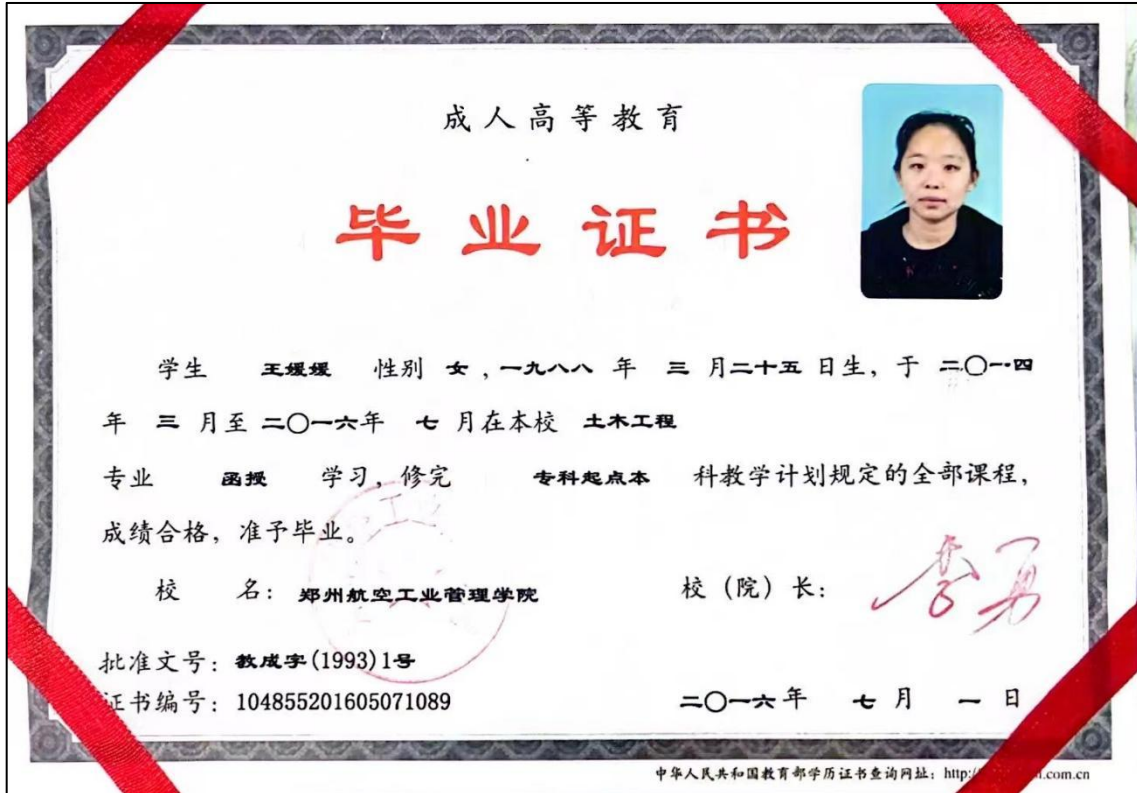 成人高等教育
毕业证书
学生 王媛媛 性别 女，一九八八 年 三 月二十五 日生，于 二〇一四
年 三 月至 二〇一六年 七 月在本校 土木工程
专业 函授 学习，修完 专科起点本 科教学计划规定的全部课程，
成绩合格，准予毕业。
校 名：郑州航空工业管理学院 校（院）长：李勇
批准文号：教成字(1993)1号
证书编号：104855201605071089 二〇一六年 七 月 一 日
中华人民共和国教育部学历证书查询网址：http: .com.cn